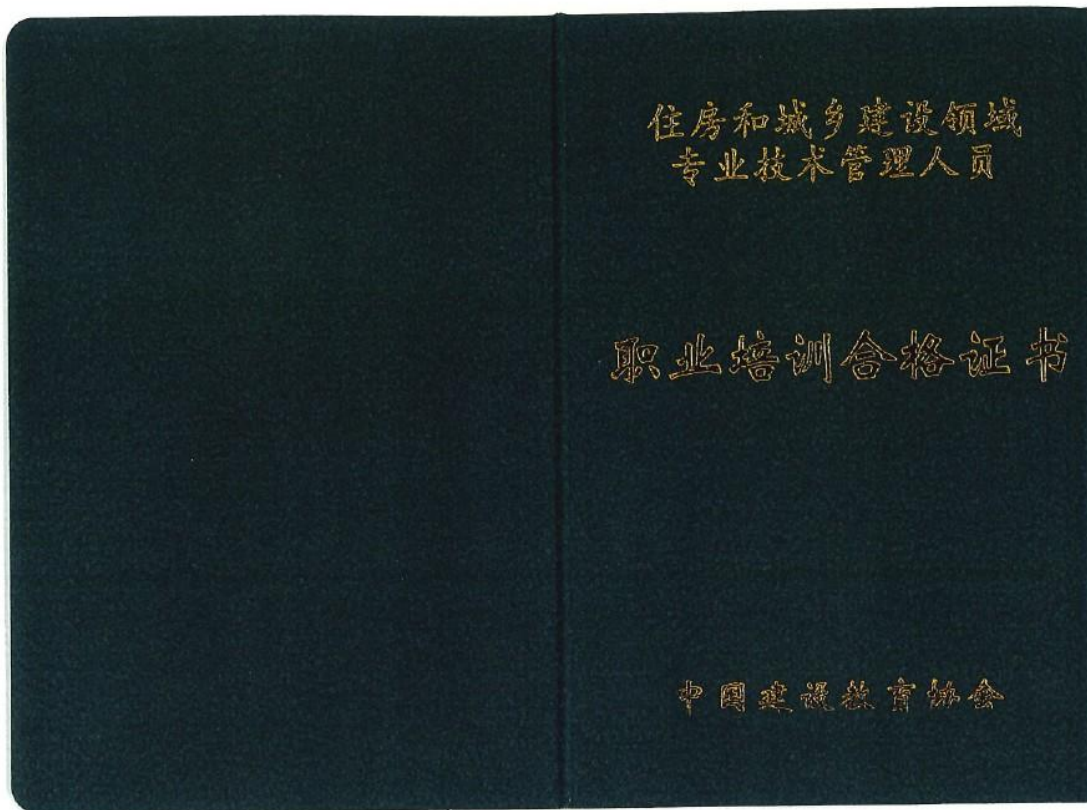 住房和城乡建设领域
专业技术管理人员
职业培训合格证书
中国建设教育协会